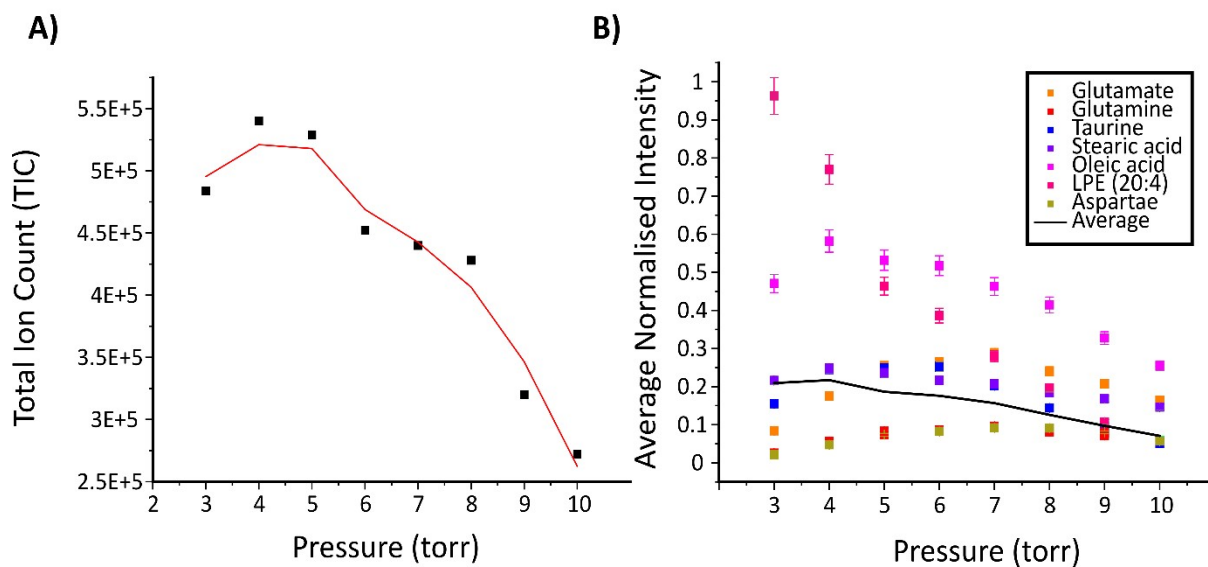 A)
Total Ion Count (TIC)
5.5E+5
5E+5
4.5E+5
4E+5
3.5E+5
3E+5
2.5E+5
2 3 4 5 6 7 8 9 10
Pressure (torr)
B)
Average Normalised Intensity
1
0.9
0.8
0.7
0.6
0.5
0.4
0.3
0.2
0.1
0
3 4 5 6 7 8 9 10
Pressure (torr)
Glutamate
Glutamine
Taurine
Stearic acid
Oleic acid
LPE (20:4)
Aspartae
Average